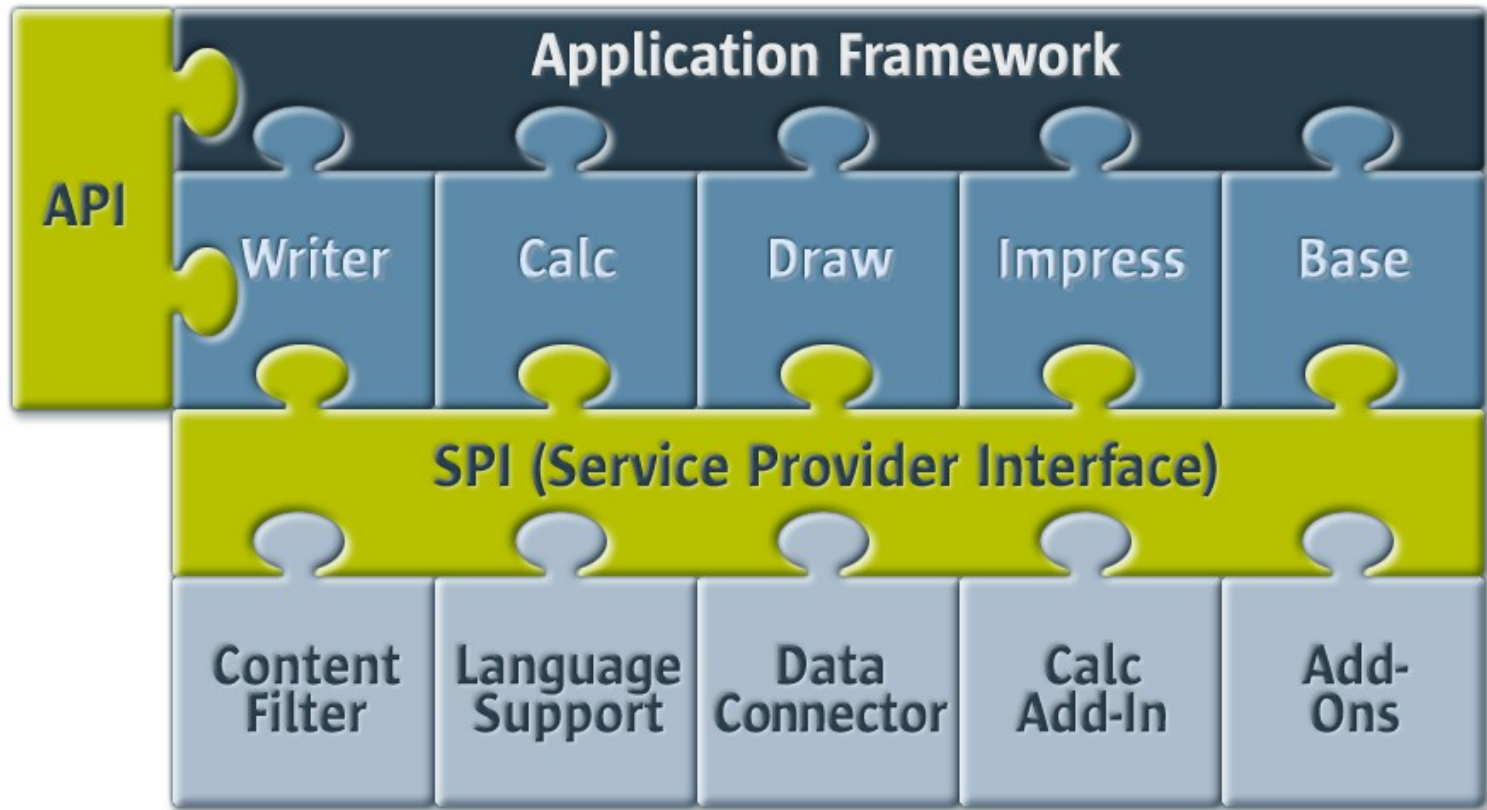 Application Framework
API
Writer
Calc
Draw
Impress
Base
SPI (Service Provider Interface)
Content
Filter
Language
Support
Data
Connector
Calc
Add-In
Add-
Ons